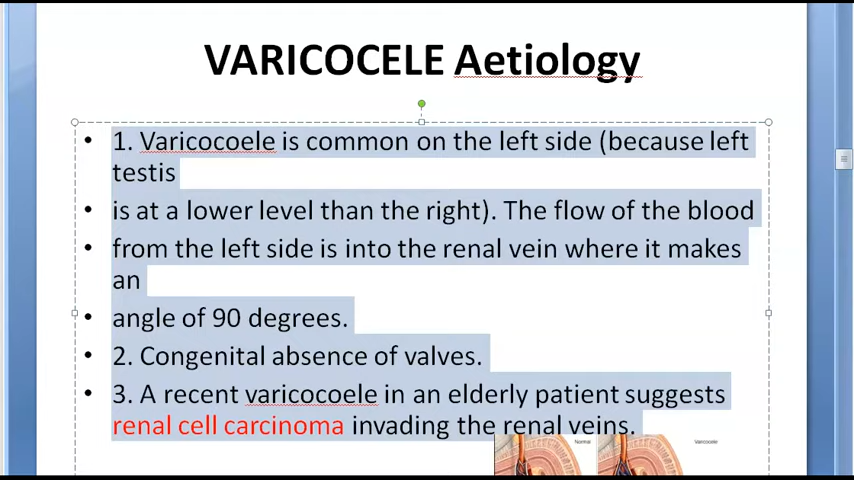 VARICOCELE Aetiology
• 1. Varicocoele is common on the left side (because left
testis
• is at a lower level than the right). The flow of the blood
• from the left side is into the renal vein where it makes
an
• angle of 90 degrees.
• 2. Congenital absence of valves.
• 3. A recent varicocoele in an elderly patient suggests
renal cell carcinoma invading the renal veins.
Normal Varicocele